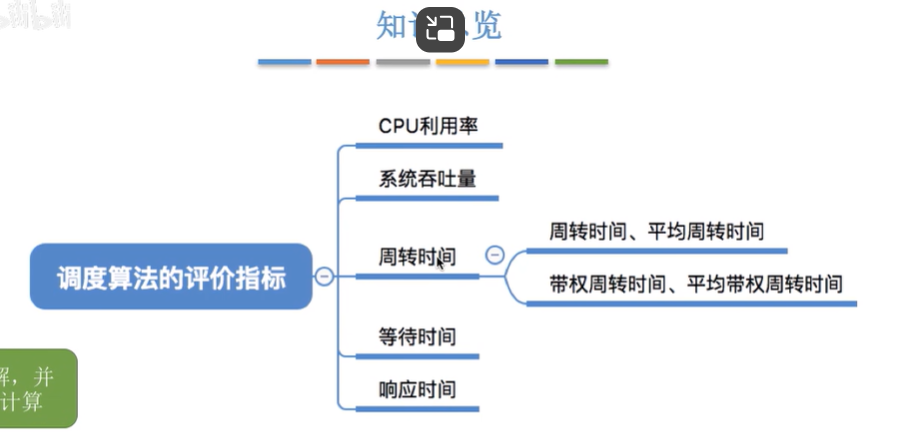 知 览
CPU利用率
系统吞吐量
周转时间
周转时间、平均周转时间
带权周转时间、平均带权周转时间
调度算法的评价指标
等待时间
响应时间
解，并
计算